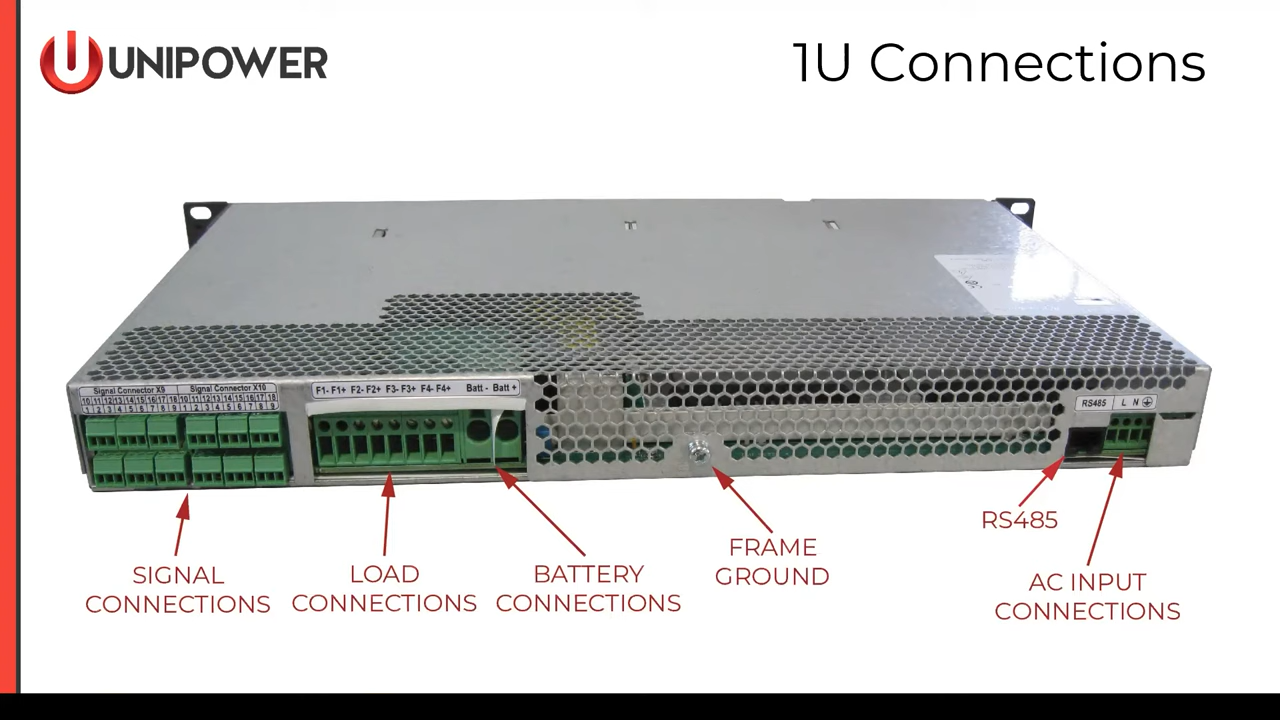 UNIPOWER
1U Connections
Signal Connector X9 Signal Connector X10
10 11 12 13 14 15 16 17 18 10 11 12 13 14 15 16 17 18
1 2 3 4 5 6 7 8 9 1 2 3 4 5 6 7 8 9
F1- F1+ F2- F2+ F3- F3+ F4- F4+ Batt - Batt +
RS485 L N
SIGNAL
CONNECTIONS
LOAD
CONNECTIONS
BATTERY
CONNECTIONS
FRAME
GROUND
RS485
AC INPUT
CONNECTIONS